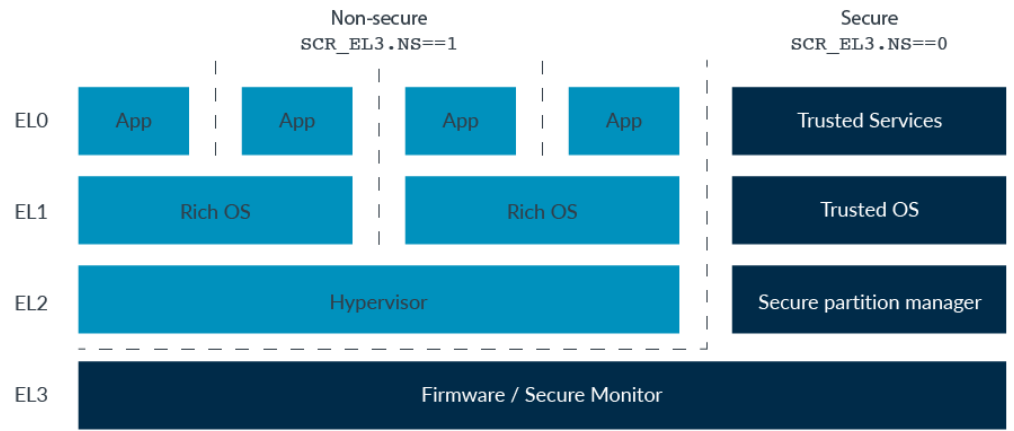 Non-secure
SCR_EL3.NS==1
Secure
SCR_EL3.NS==0
EL0
App
App
App
App
Trusted Services
EL1
Rich OS
Rich OS
Trusted OS
EL2
Hypervisor
Secure partition manager
EL3
Firmware / Secure Monitor